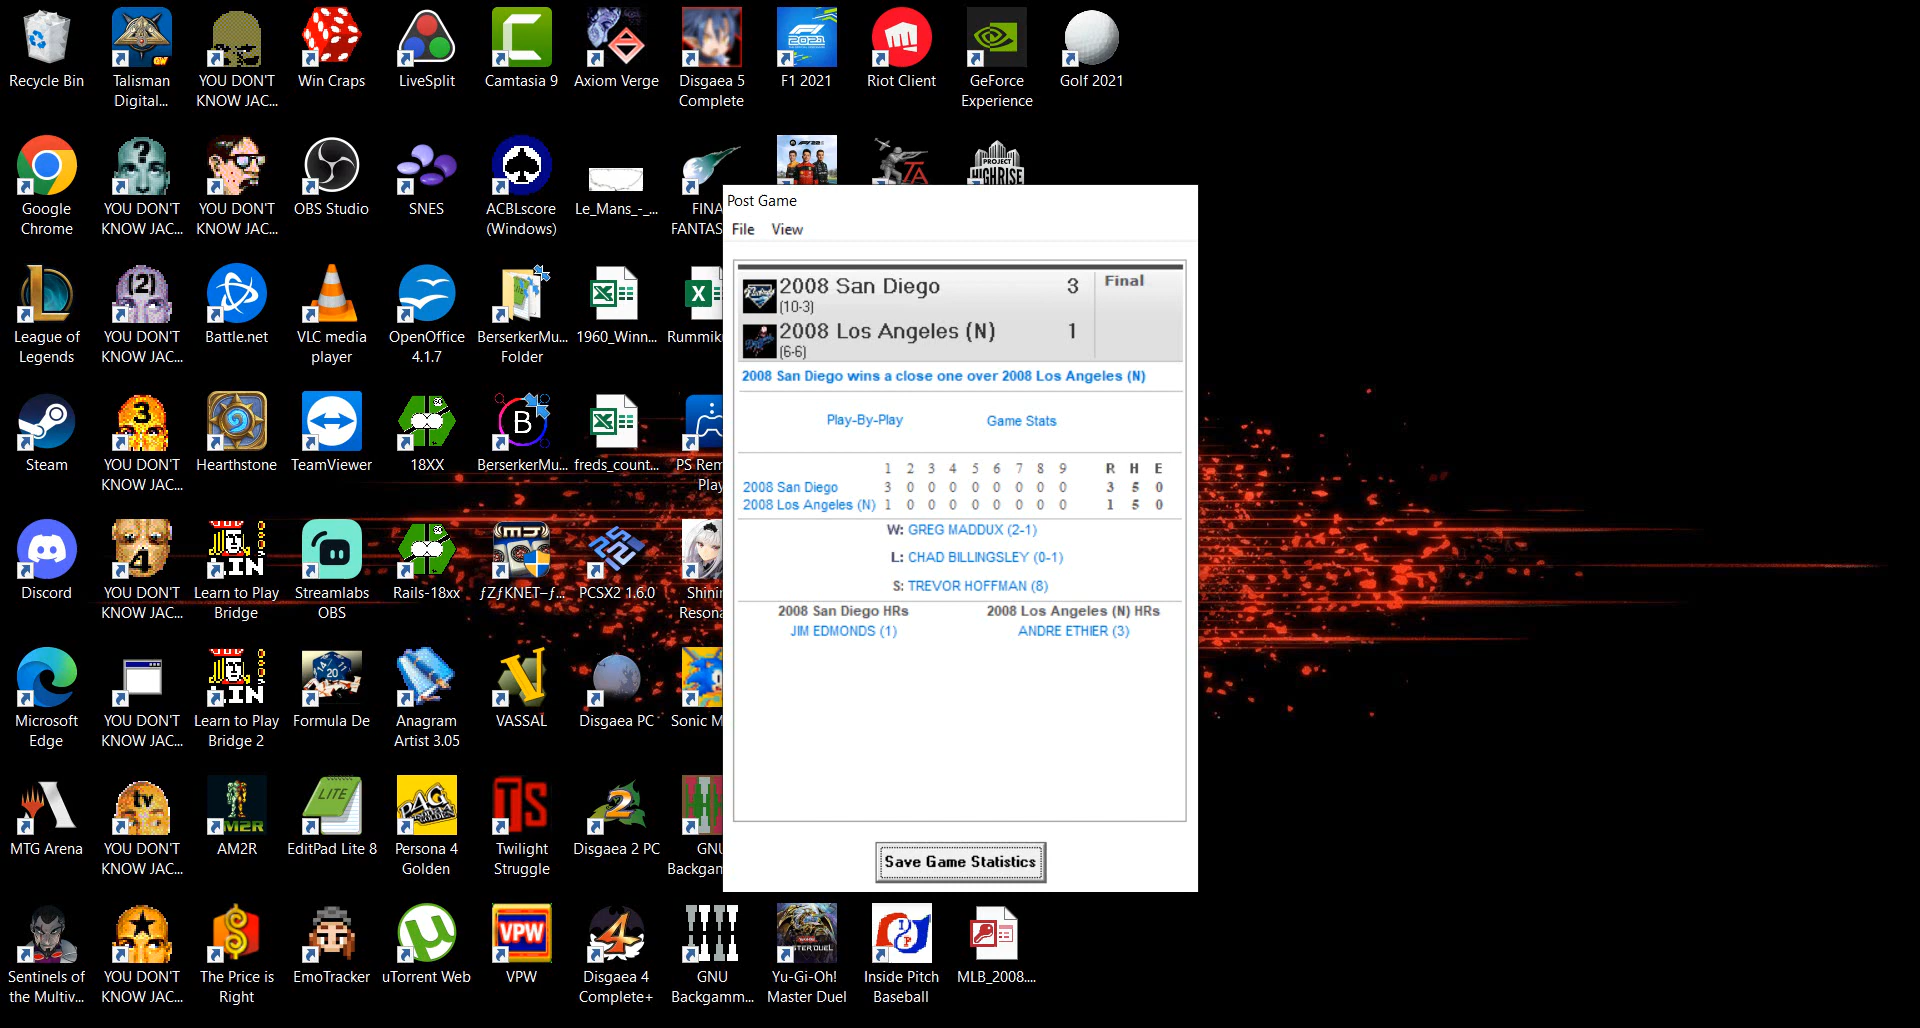 Recycle Bin
Talisman
Digital...
YOU DON'T
KNOW JAC...
Win Craps
LiveSplit
Camtasia 9
Axiom Verge
Disgaea 5
Complete
F1 2021
Riot Client
GeForce
Experience
Golf 2021
Google
Chrome
YOU DON'T
KNOW JAC...
YOU DON'T
KNOW JAC...
OBS Studio
SNES
ACBLscore
(Windows)
Le_Mans_-_...
FINA
FANTAS
PROJECT
HIGHRISE
League of
Legends
YOU DON'T
KNOW JAC...
Battle.net
VLC media
player
OpenOffice
4.1.7
BerserkerMu...
Folder
1960_Winn...
Rummik
Steam
YOU DON'T
KNOW JAC...
Hearthstone
TeamViewer
18XX
BerserkerMu...
freds_count...
PS Rem
Play
Discord
YOU DON'T
KNOW JAC...
Learn to Play
Bridge
Streamlabs
OBS
Rails-18xx
ƒZƒKNET–ƒ...
PCSX2 1.6.0
Shinin
Resona
Microsoft
Edge
YOU DON'T
KNOW JAC...
Learn to Play
Bridge 2
Formula De
Anagram
Artist 3.05
VASSAL
Disgaea PC
Sonic M
MTG Arena
YOU DON'T
KNOW JAC...
AM2R
EditPad Lite 8
Persona 4
Golden
Twilight
Struggle
Disgaea 2 PC
GNU
Backgam
Sentinels of
the Multiv...
YOU DON'T
KNOW JAC...
The Price is
Right
EmoTracker
uTorrent Web
VPW
Disgaea 4
Complete+
GNU
Backgamm...
Yu-Gi-Oh!
Master Duel
Inside Pitch
Baseball
MLB_2008....
Post Game
File View
2008 San Diego 3 Final
(10-3)
2008 Los Angeles (N) 1
(6-6)
2008 San Diego wins a close one over 2008 Los Angeles (N)
Play-By-Play Game Stats
1 2 3 4 5 6 7 8 9 R H E
2008 San Diego 3 0 0 0 0 0 0 0 0 3 5 0
2008 Los Angeles (N) 1 0 0 0 0 0 0 0 0 1 5 0
W: GREG MADDUX (2-1)
L: CHAD BILLINGSLEY (0-1)
S: TREVOR HOFFMAN (8)
2008 San Diego HRs 2008 Los Angeles (N) HRs
JIM EDMONDS (1) ANDRE ETHIER (3)
Save Game Statistics